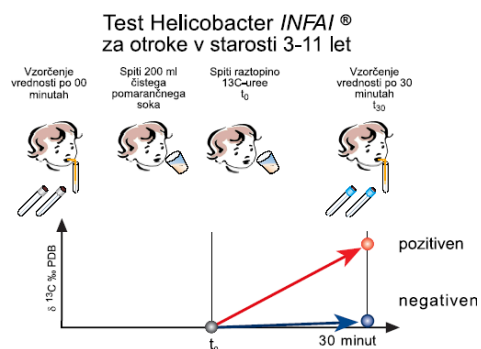 Test Helicobacter INFAI ®
za otroke v starosti 3-11 let
Vzorčenje
vrednosti po 00
minutah
Spiti 200 ml
čistega
pomarančnega
soka
Spiti raztopino
13C-uree
t0
Vzorčenje
vrednosti po 30
minutah
t30
δ 13C ‰ PDB
pozitiven
negativen
t0
30 minut